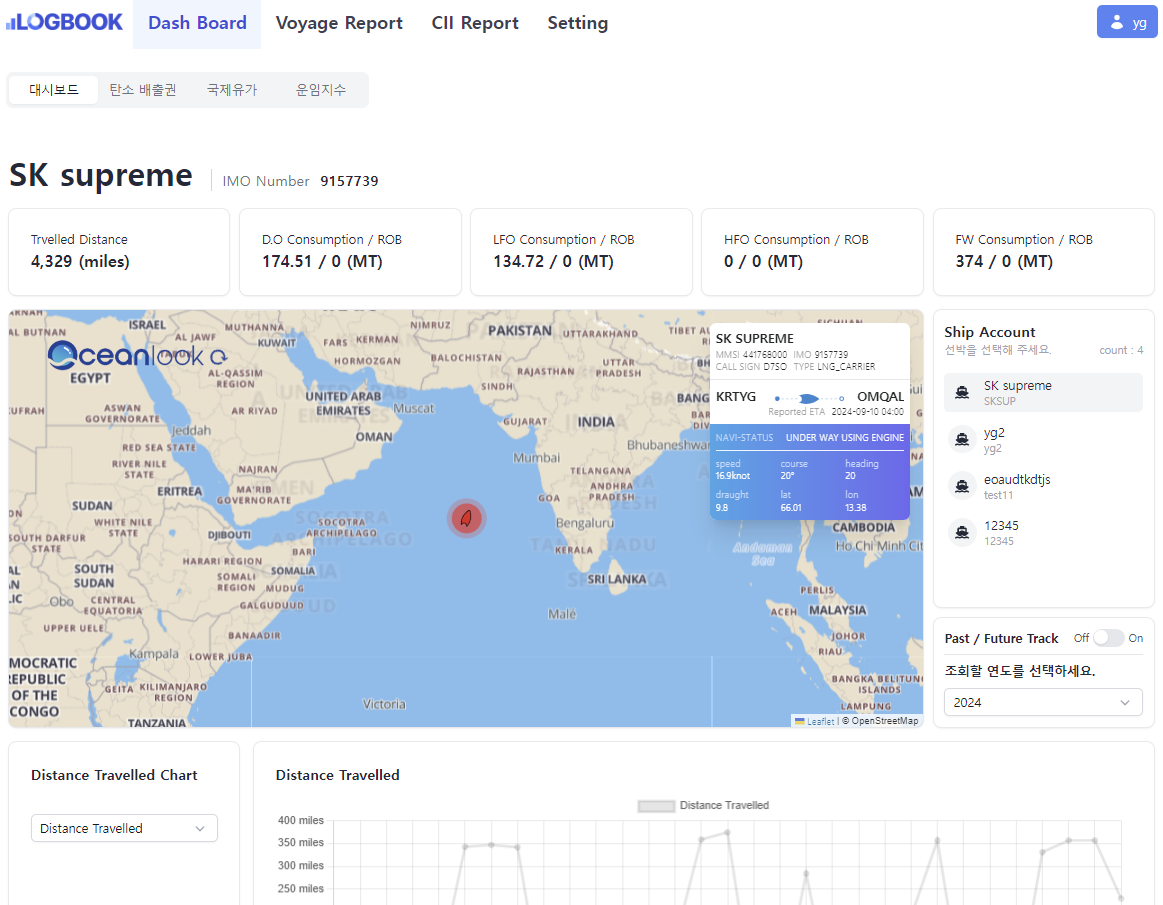 LOGBOOK
Dash Board
Voyage Report
CII Report
Setting
yg
대시보드
탄소 배출권
국제유가
운임지수
SK supreme
IMO Number 9157739
Trvelled Distance
4,329 (miles)
D.O Consumption / ROB
174.51 / 0 (MT)
LFO Consumption / ROB
134.72 / 0 (MT)
HFO Consumption / ROB
0 / 0 (MT)
FW Consumption / ROB
374 / 0 (MT)
Oceanlook
ISRAEL
AL JAWF
MUTHANNA
KUWAIT
FARS
KERMAN
NIMRUZ
PAKISTAN
UTTARAKHAND
AL BUTNAN
TABUK
HORMOZGAN
BALOCHISTAN
RAJASTHAN
UTTAR
PRADESH
EGYPT
AL-QASSIM
REGION
SINDH
UNITED ARAB
EMIRATES
Muscat
ASWAN
GOVERNORATE
AR RIYAD
GUJARAT
INDIA
Jeddah
OMAN
Bhubaneshwar
RED SEA STATE
Mumbai
RIVER NILE
STATE
NAJRAN
TELANGANA
ERITREA
MA'RIB
GOVERNORATE
GOA
ANDHRA
PRADESH
SUDAN
WHITE NILE
STATE
SOCOTRA
ARCHIPELAGO
Bengaluru
SOUTH DARFUR
STATE
DJIBOUTI
BARI
KERALA
TAMIL NADU
Andaman
Sea
CAMBODIA
Ho Chi Minh Cit
HARARI REGION
SOUTH
SUDAN
SOMALI
REGION
SOMALIA
MUDUG
SRI LANKA
Obo
CENTRAL
EQUATORIA
GALGUDUUD
Malé
PERLIS
ACEH
MALAYSIA
UPPER UELE
BANAADIR
JOHOR
RIAU
Kampala
LOWER JUBA
MOCRATIC
REPUBLIC
OF THE
CONGO
GEITA
KILIMANJARO
REGION
BANGKA BELITUNG
ISLANDS
Victoria
LAMPUNG
TANZANIA
Leaflet | © OpenStreetMap
SK SUPREME
MMSI 441768000 IMO 9157739
CALL SIGN D7SO TYPE LNG_CARRIER
KRTYG
OMQAL
Reported ETA 2024-09-10 04:00
NAVI-STATUS UNDER WAY USING ENGINE
speed course heading
16.9knot 20° 20
draught lat lon
9.8 66.01 13.38
Ship Account
선박을 선택해 주세요.
count : 4
SK supreme
SKSUP
yg2
yg2
eoaudtkdtjs
test11
12345
12345
Past / Future Track Off On
조회할 연도를 선택하세요.
2024
Distance Travelled Chart
Distance Travelled
Distance Travelled
Distance Travelled
400 miles
350 miles
300 miles
250 miles